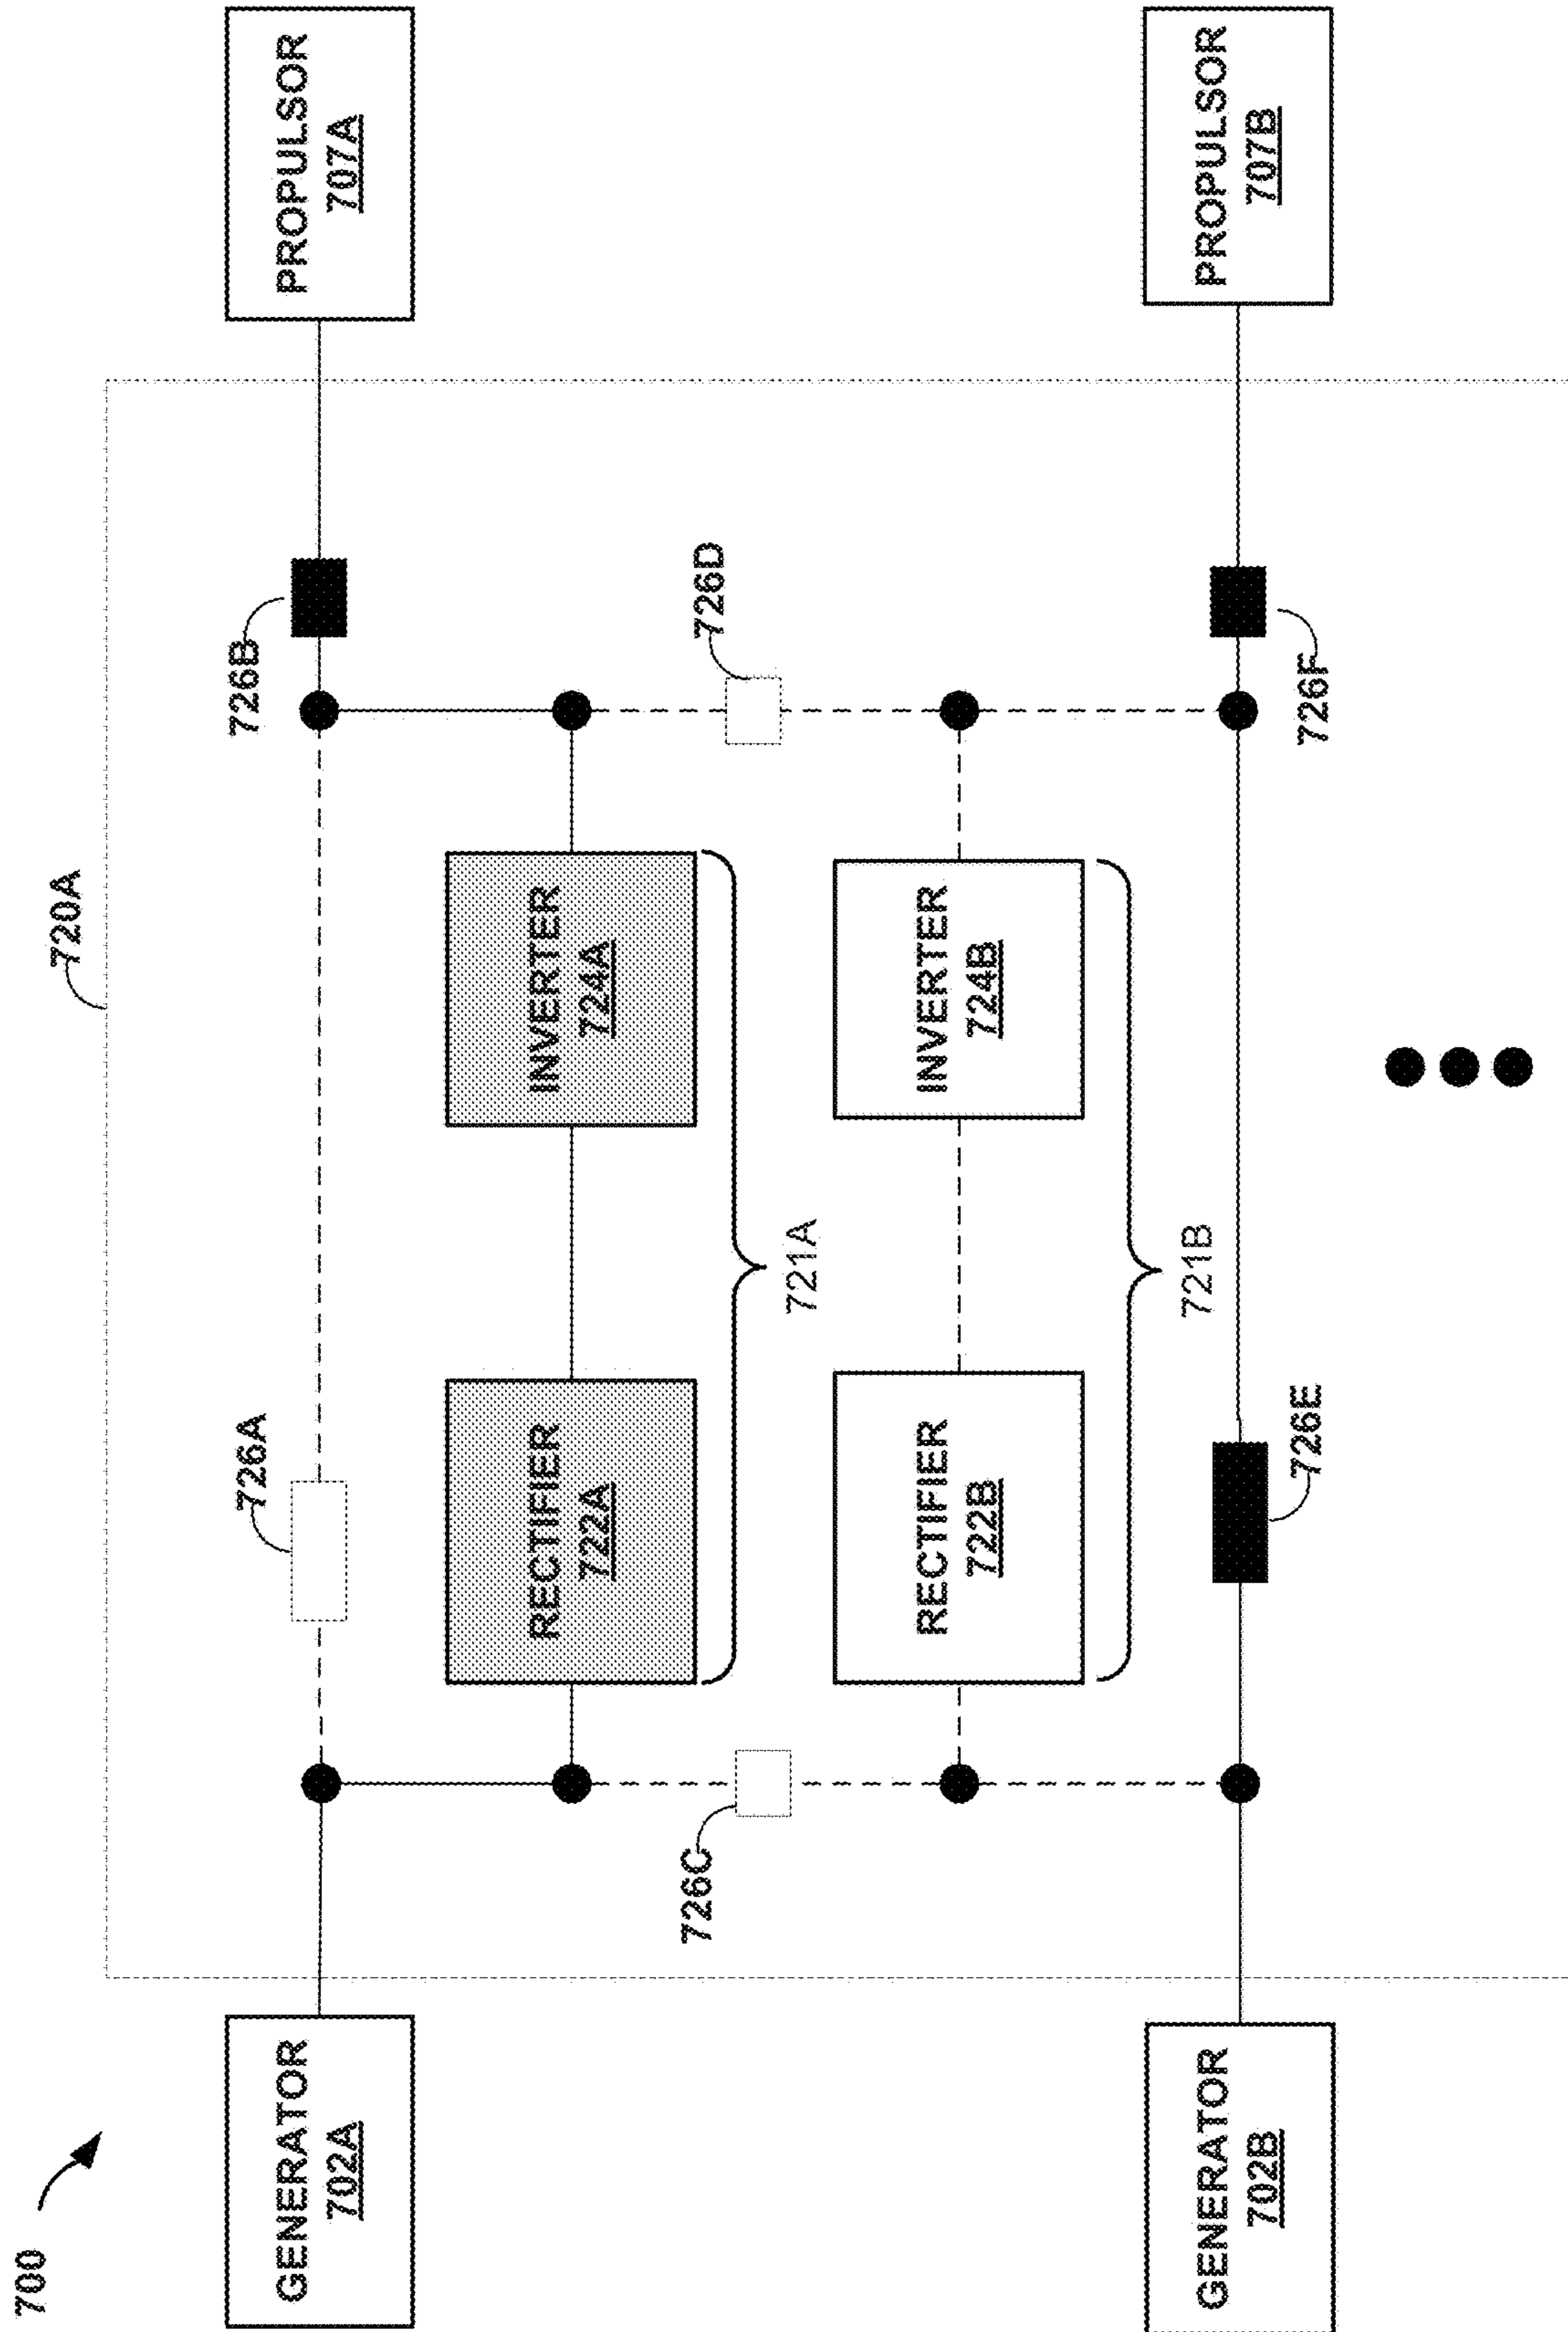 700
720A
GENERATOR
702A
726A
726B
PROPULSOR
707A
RECTIFIER
722A
INVERTER
724A
721A
726C
726D
RECTIFIER
722B
INVERTER
724B
721B
GENERATOR
702B
726E
726F
PROPULSOR
707B